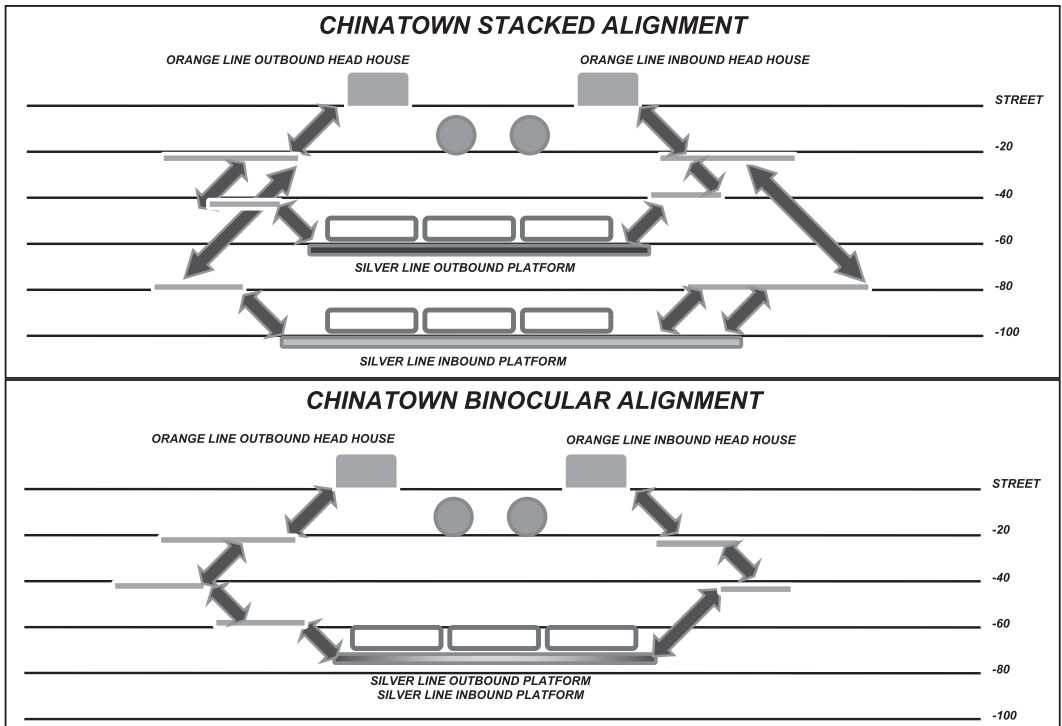 CHINATOWN STACKED ALIGNMENT
ORANGE LINE OUTBOUND HEAD HOUSE
ORANGE LINE INBOUND HEAD HOUSE
STREET
-20
-40
-60
SILVER LINE OUTBOUND PLATFORM
-80
-100
SILVER LINE INBOUND PLATFORM
CHINATOWN BINOCULAR ALIGNMENT
ORANGE LINE OUTBOUND HEAD HOUSE
ORANGE LINE INBOUND HEAD HOUSE
STREET
-20
-40
-60
-80
SILVER LINE OUTBOUND PLATFORM
SILVER LINE INBOUND PLATFORM
-100